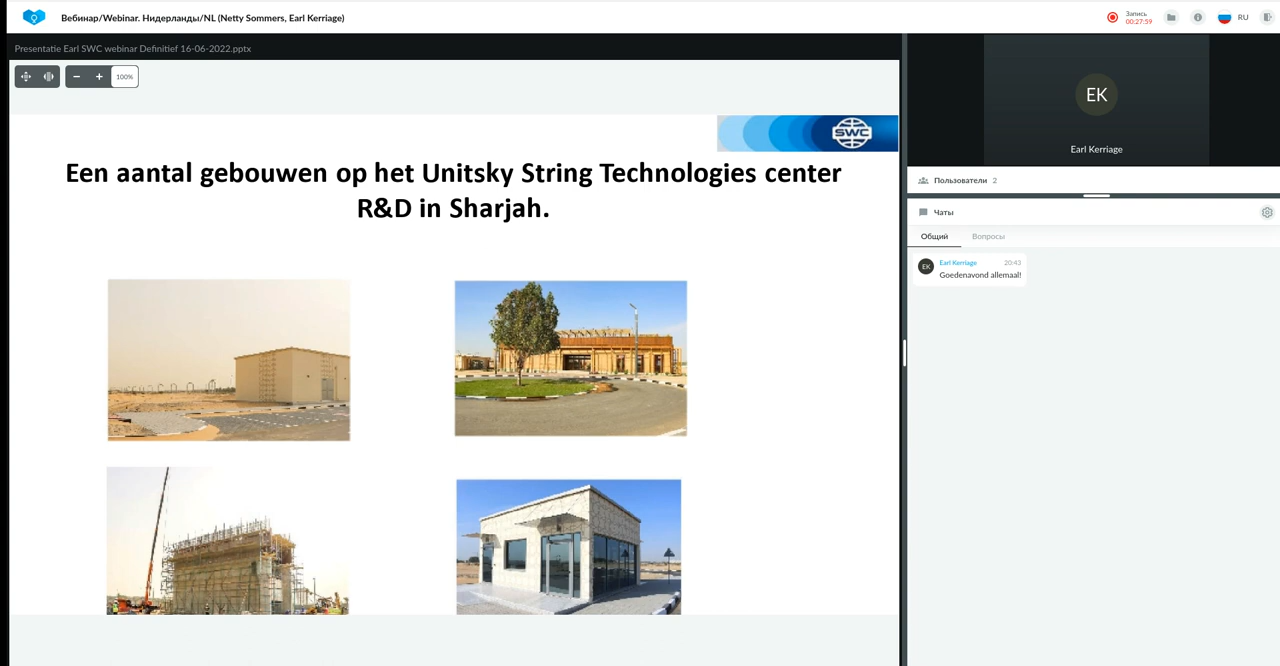 Вебинар/Webinar. Нидерланды/NL (Netty Sommers, Earl Kerriage)
Запись
00:27:59
RU
Presentatie Earl SWC webinar Definitief 16-06-2022.pptx
100%
SWC
Een aantal gebouwen op het Unitsky String Technologies center
R&D in Sharjah.
EK
Earl Kerriage
Пользователи 2
Чаты
Общий
Вопросы
EK
Earl Kerriage
20:43
Goedenavond allemaal!